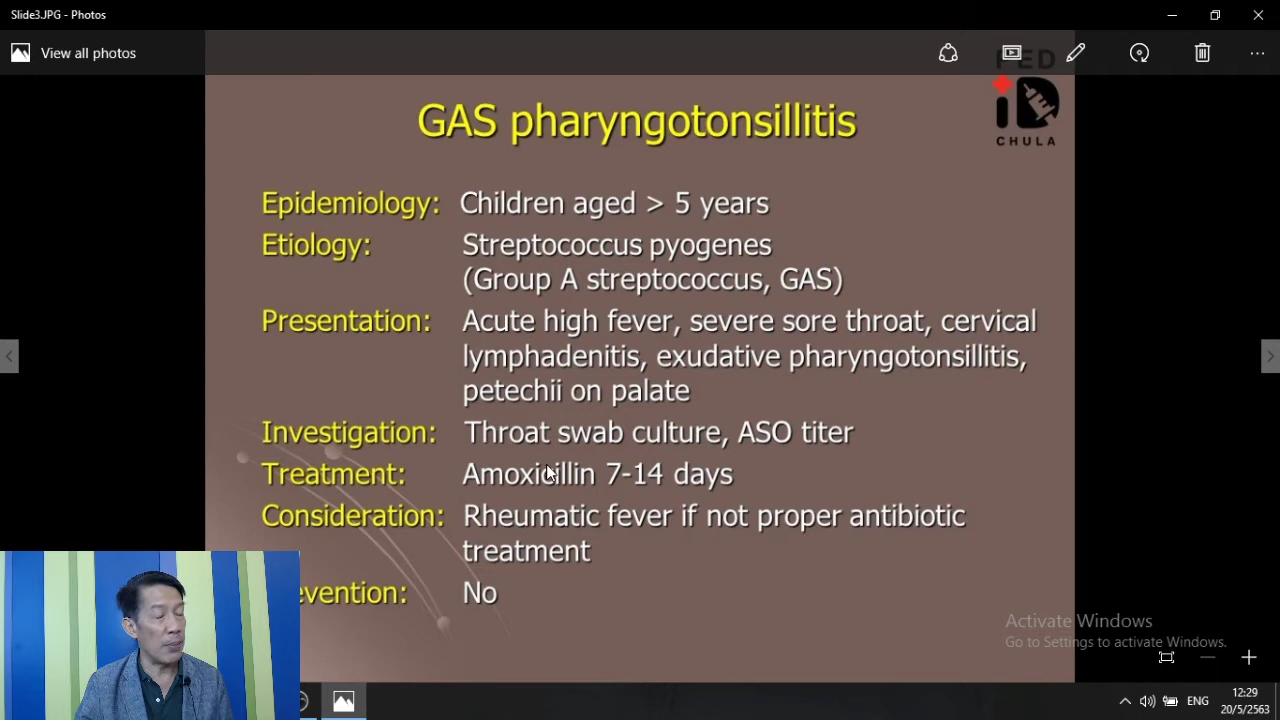 Slide3.JPG - Photos
View all photos
PED
CHULA
GAS pharyngotonsillitis
Epidemiology: Children aged > 5 years
Etiology: Streptococcus pyogenes
(Group A streptococcus, GAS)
Presentation: Acute high fever, severe sore throat, cervical
lymphadenitis, exudative pharyngotonsillitis,
petechii on palate
Investigation: Throat swab culture, ASO titer
Treatment: Amoxicillin 7-14 days
Consideration: Rheumatic fever if not proper antibiotic
treatment
evention: No
Activate Windows
Go to Settings to activate Windows.
ENG
12:29
20/5/2563